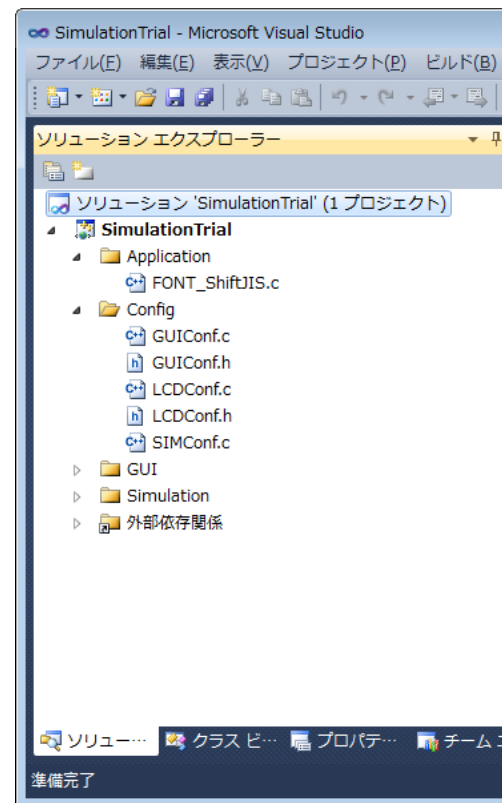 SimulationTrial - Microsoft Visual Studio
ファイル(F) 編集(E) 表示(V) プロジェクト(P) ビルド(B)
ソリューション エクスプローラー
ソリューション 'SimulationTrial' (1 プロジェクト)
SimulationTrial
Application
FONT_ShiftJIS.c
Config
GUIConf.c
GUIConf.h
LCDConf.c
LCDConf.h
SIMConf.c
GUI
Simulation
外部依存関係
ソリュー… クラス ビ… プロパテ… チーム
準備完了